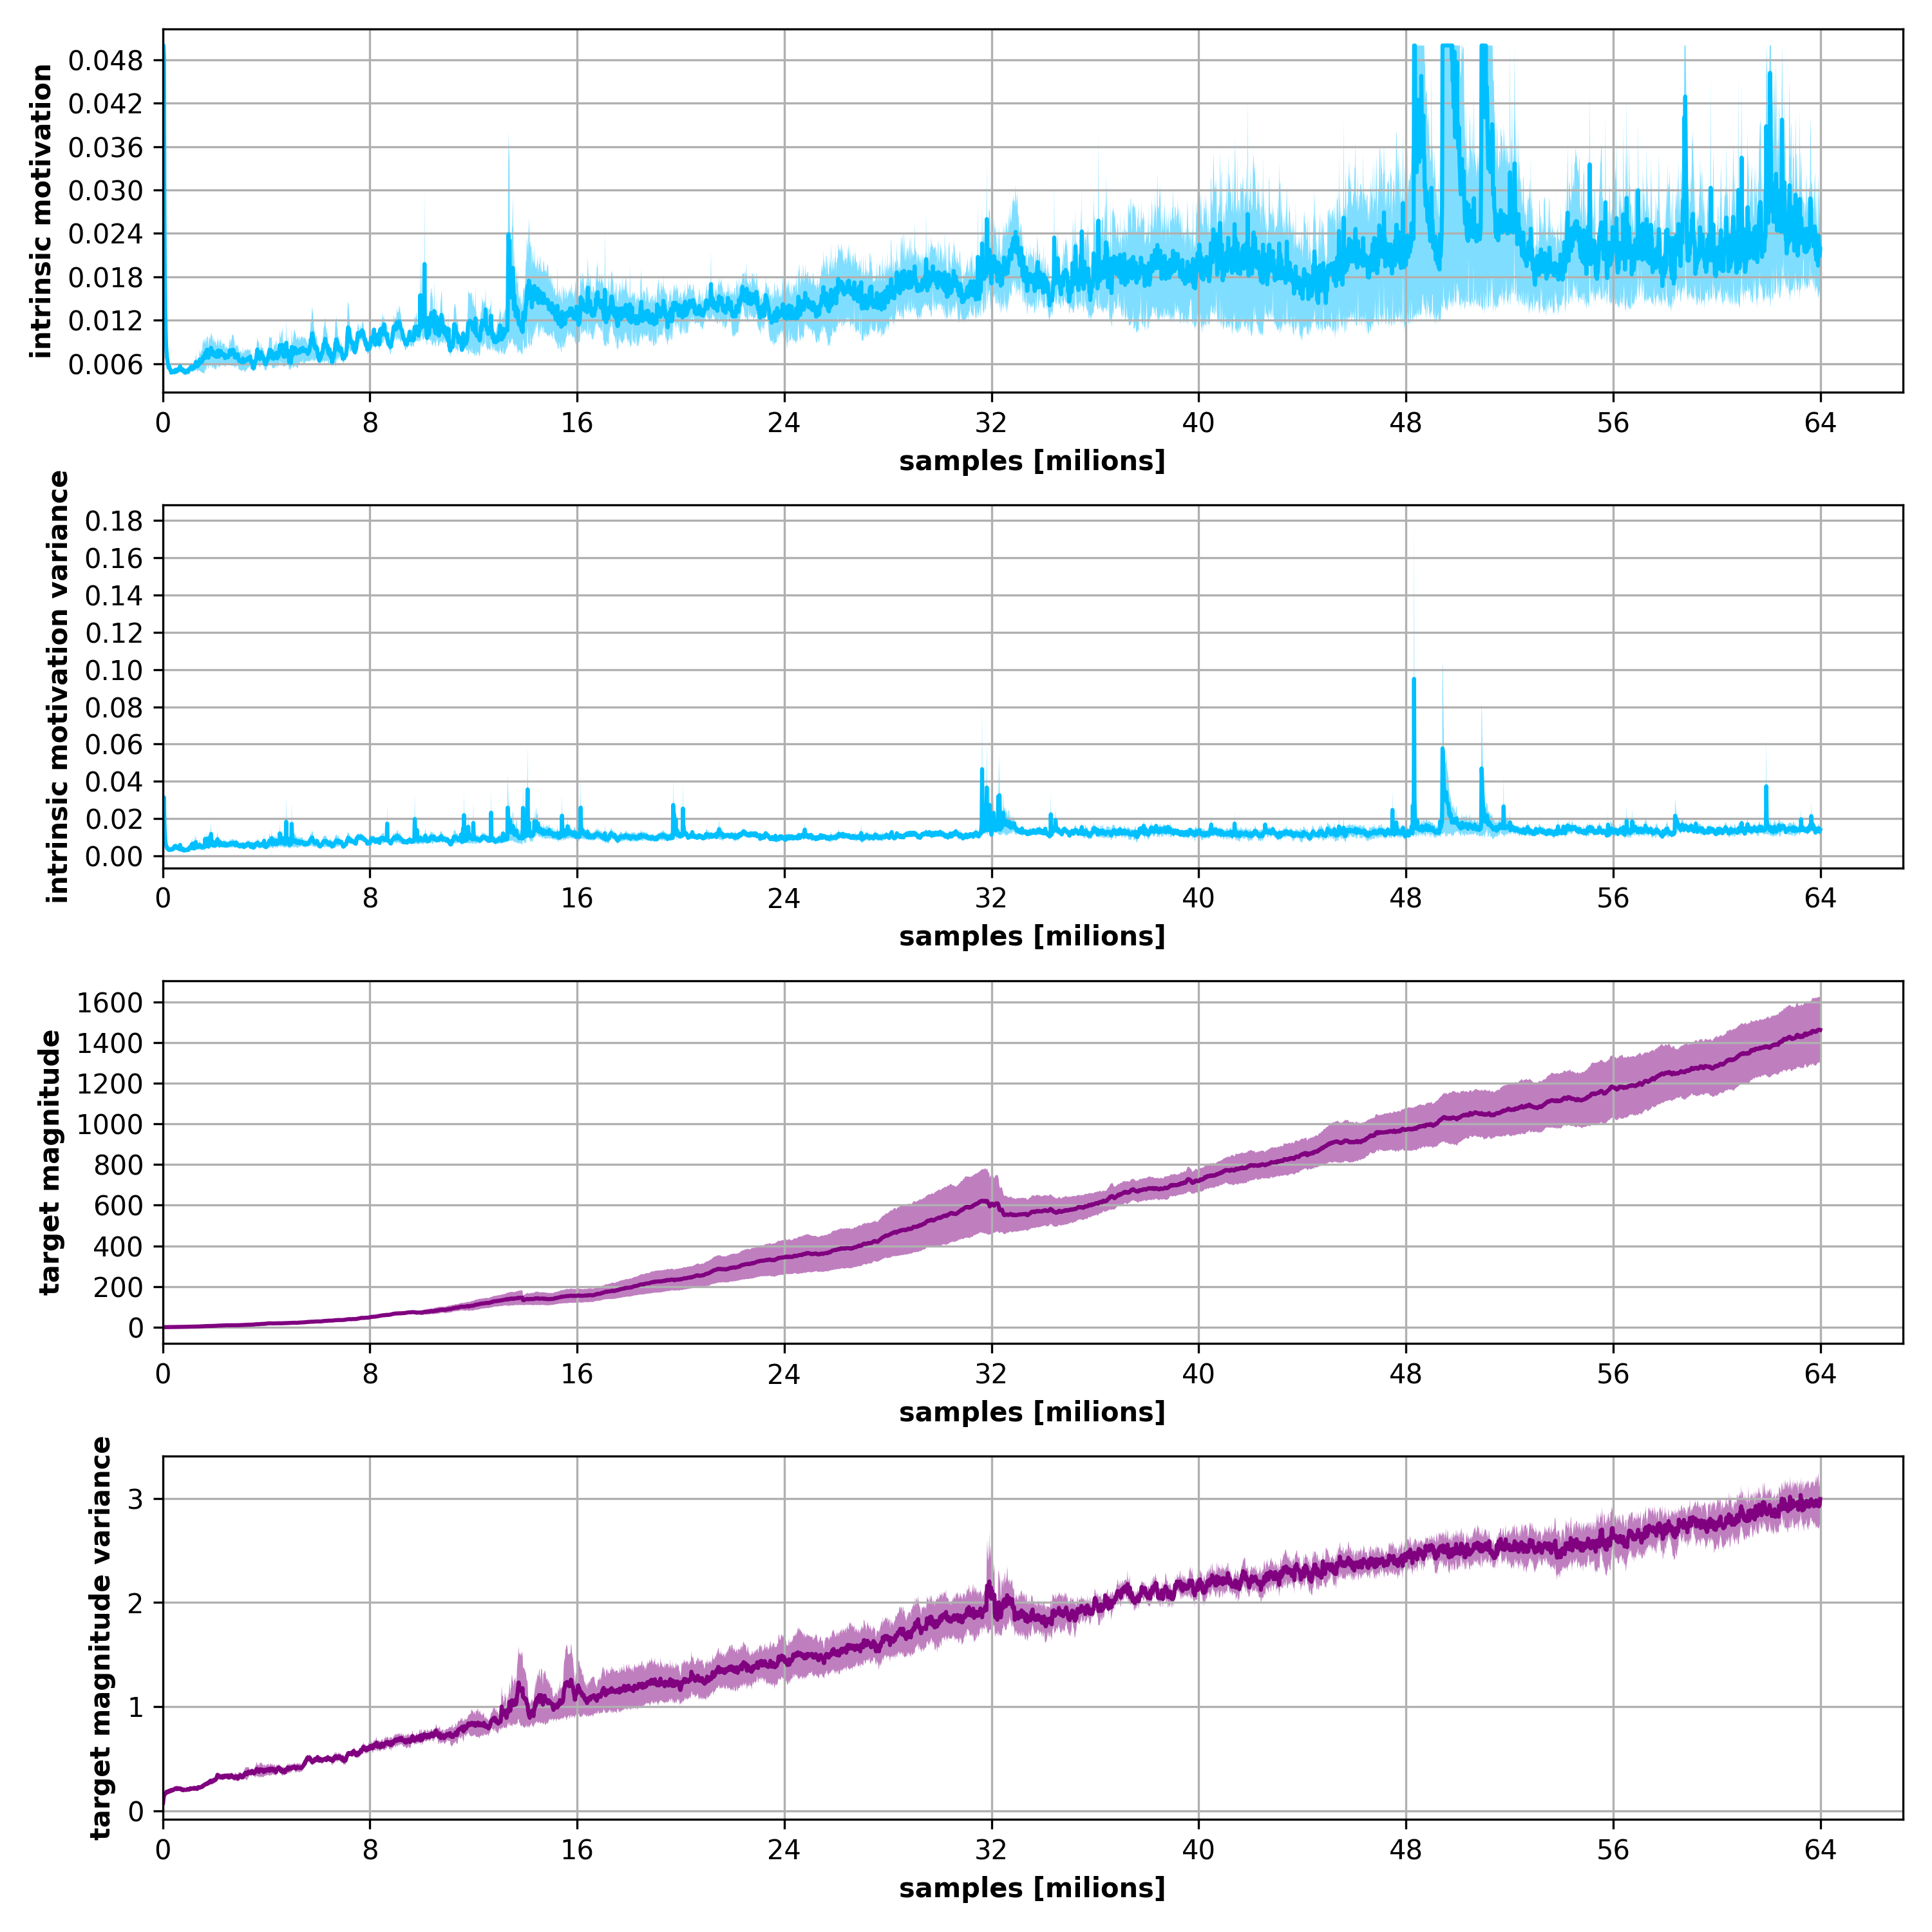 intrinsic motivation
0.048
0.042
0.036
0.030
0.024
0.018
0.012
0.006
0 8 16 24 32 40 48 56 64
samples [milions]
intrinsic motivation variance
0.18
0.16
0.14
0.12
0.10
0.08
0.06
0.04
0.02
0.00
0 8 16 24 32 40 48 56 64
samples [milions]
target magnitude
1600
1400
1200
1000
800
600
400
200
0
0 8 16 24 32 40 48 56 64
samples [milions]
target magnitude variance
3
2
1
0
0 8 16 24 32 40 48 56 64
samples [milions]